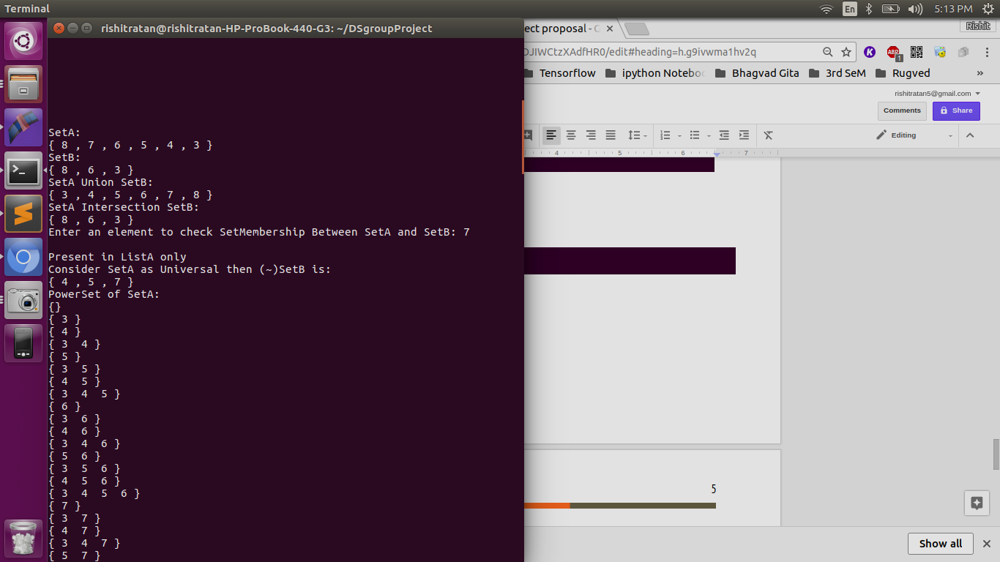 Terminal
En
5:13 PM
rishitratan@rishitratan-HP-ProBook-440-G3: ~/DSgroupProject
ect proposal -
Rishit
DJIWCtzXAdfHR0/edit#heading=h.g9ivwma1hv2q
K
ABP
1
Tensorflow
ipython Notebo
Bhagvad Gita
3rd SeM
Rugved
»
rishitratan5@gmail.com
Comments
Share
Editing
4 5 6 7
SetA:
{ 8 , 7 , 6 , 5 , 4 , 3 }
SetB:
{ 8 , 6 , 3 }
SetA Union SetB:
{ 3 , 4 , 5 , 6 , 7 , 8 }
SetA Intersection SetB:
{ 8 , 6 , 3 }
Enter an element to check SetMembership Between SetA and SetB: 7
Present in ListA only
Consider SetA as Universal then (~)SetB is:
{ 4 , 5 , 7 }
PowerSet of SetA:
{}
{ 3 }
{ 4 }
{ 3  4 }
{ 5 }
{ 3  5 }
{ 4  5 }
{ 3  4  5 }
{ 6 }
{ 3  6 }
{ 4  6 }
{ 3  4  6 }
{ 5  6 }
{ 3  5  6 }
{ 4  5  6 }
{ 3  4  5  6 }
{ 7 }
{ 3  7 }
{ 4  7 }
{ 3  4  7 }
{ 5  7 }
5
Show all